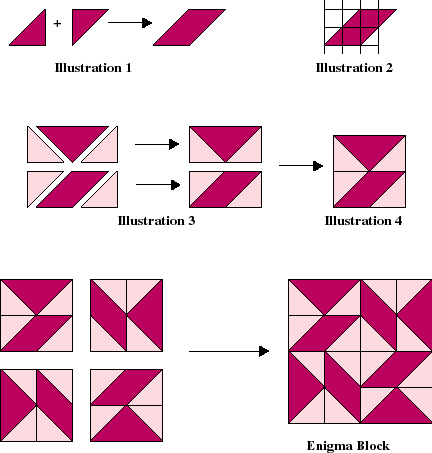 +
Illustration 1
Illustration 2
Illustration 3
Illustration 4
Enigma Block